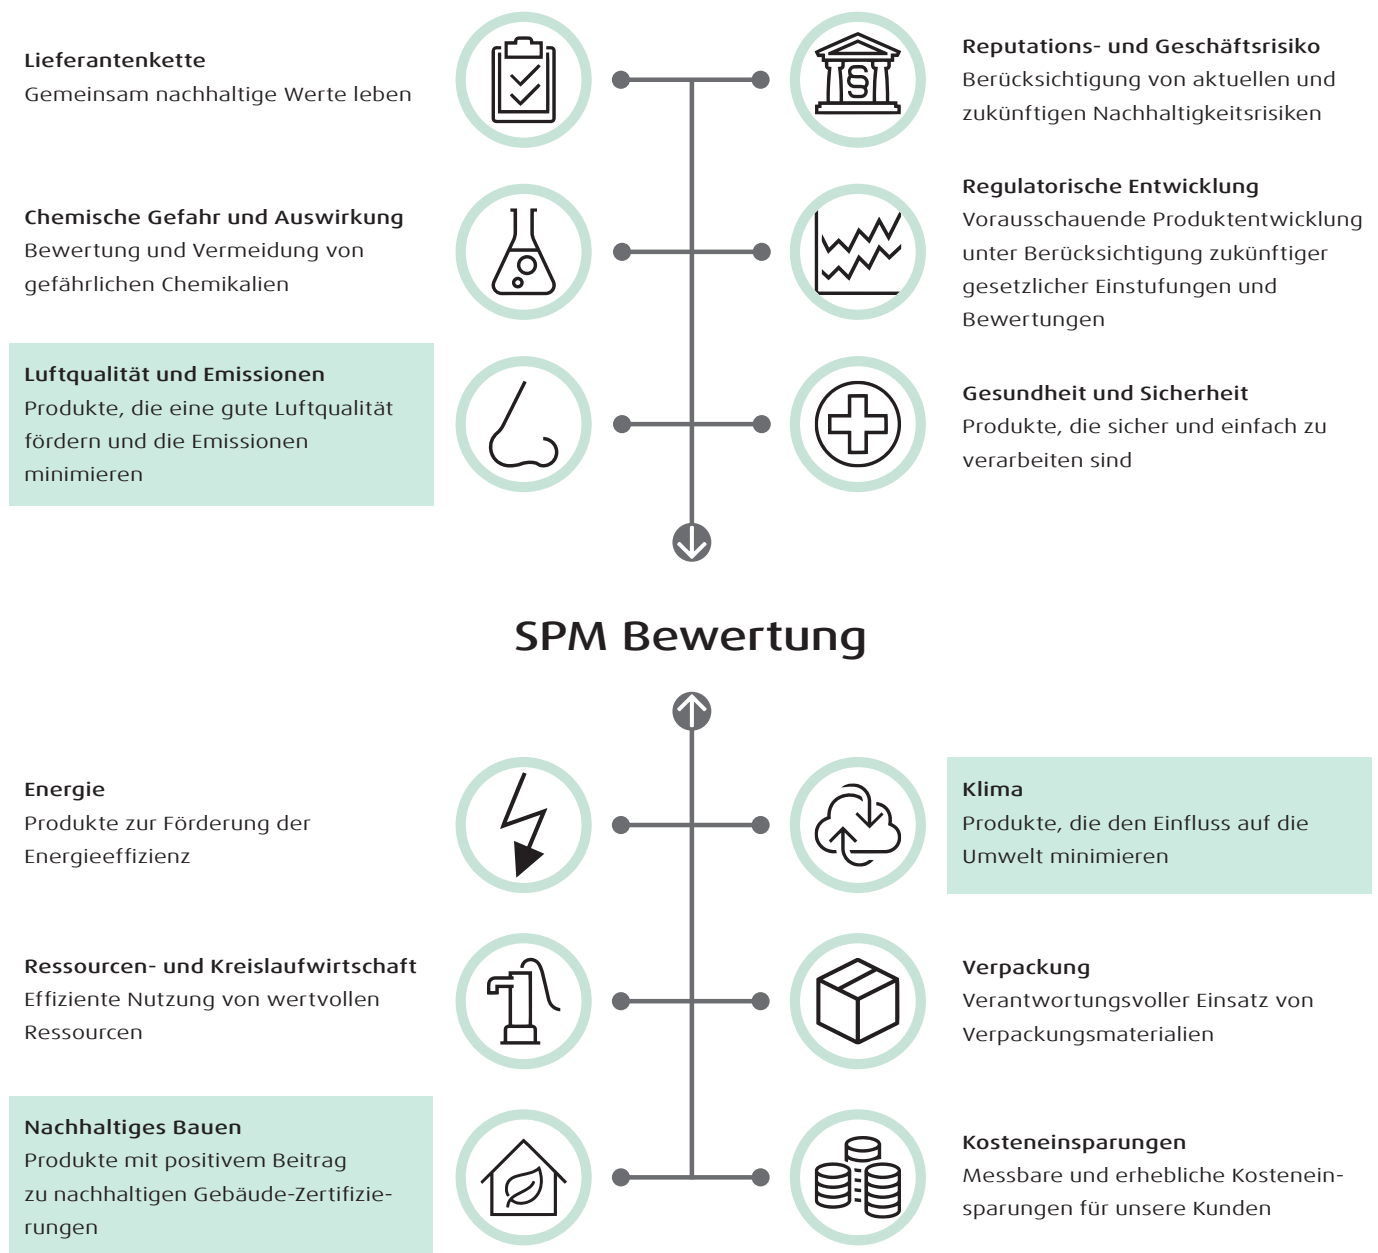 Lieferantenkette
Gemeinsam nachhaltige Werte leben
Reputations- und Geschäftsrisiko
Berücksichtigung von aktuellen und
zukünftigen Nachhaltigkeitsrisiken
Chemische Gefahr und Auswirkung
Bewertung und Vermeidung von
gefährlichen Chemikalien
Regulatorische Entwicklung
Vorausschauende Produktentwicklung
unter Berücksichtigung zukünftiger
gesetzlicher Einstufungen und
Bewertungen
Luftqualität und Emissionen
Produkte, die eine gute Luftqualität
fördern und die Emissionen
minimieren
§
Gesundheit und Sicherheit
Produkte, die sicher und einfach zu
verarbeiten sind
SPM Bewertung
Energie
Produkte zur Förderung der
Energieeffizienz
Klima
Produkte, die den Einfluss auf die
Umwelt minimieren
Ressourcen- und Kreislaufwirtschaft
Effiziente Nutzung von wertvollen
Ressourcen
Verpackung
Verantwortungsvoller Einsatz von
Verpackungsmaterialien
Nachhaltiges Bauen
Produkte mit positivem Beitrag
zu nachhaltigen Gebäude-Zertifizie-
rungen
Kosteneinsparungen
Messbare und erhebliche Kostenein-
sparungen für unsere Kunden